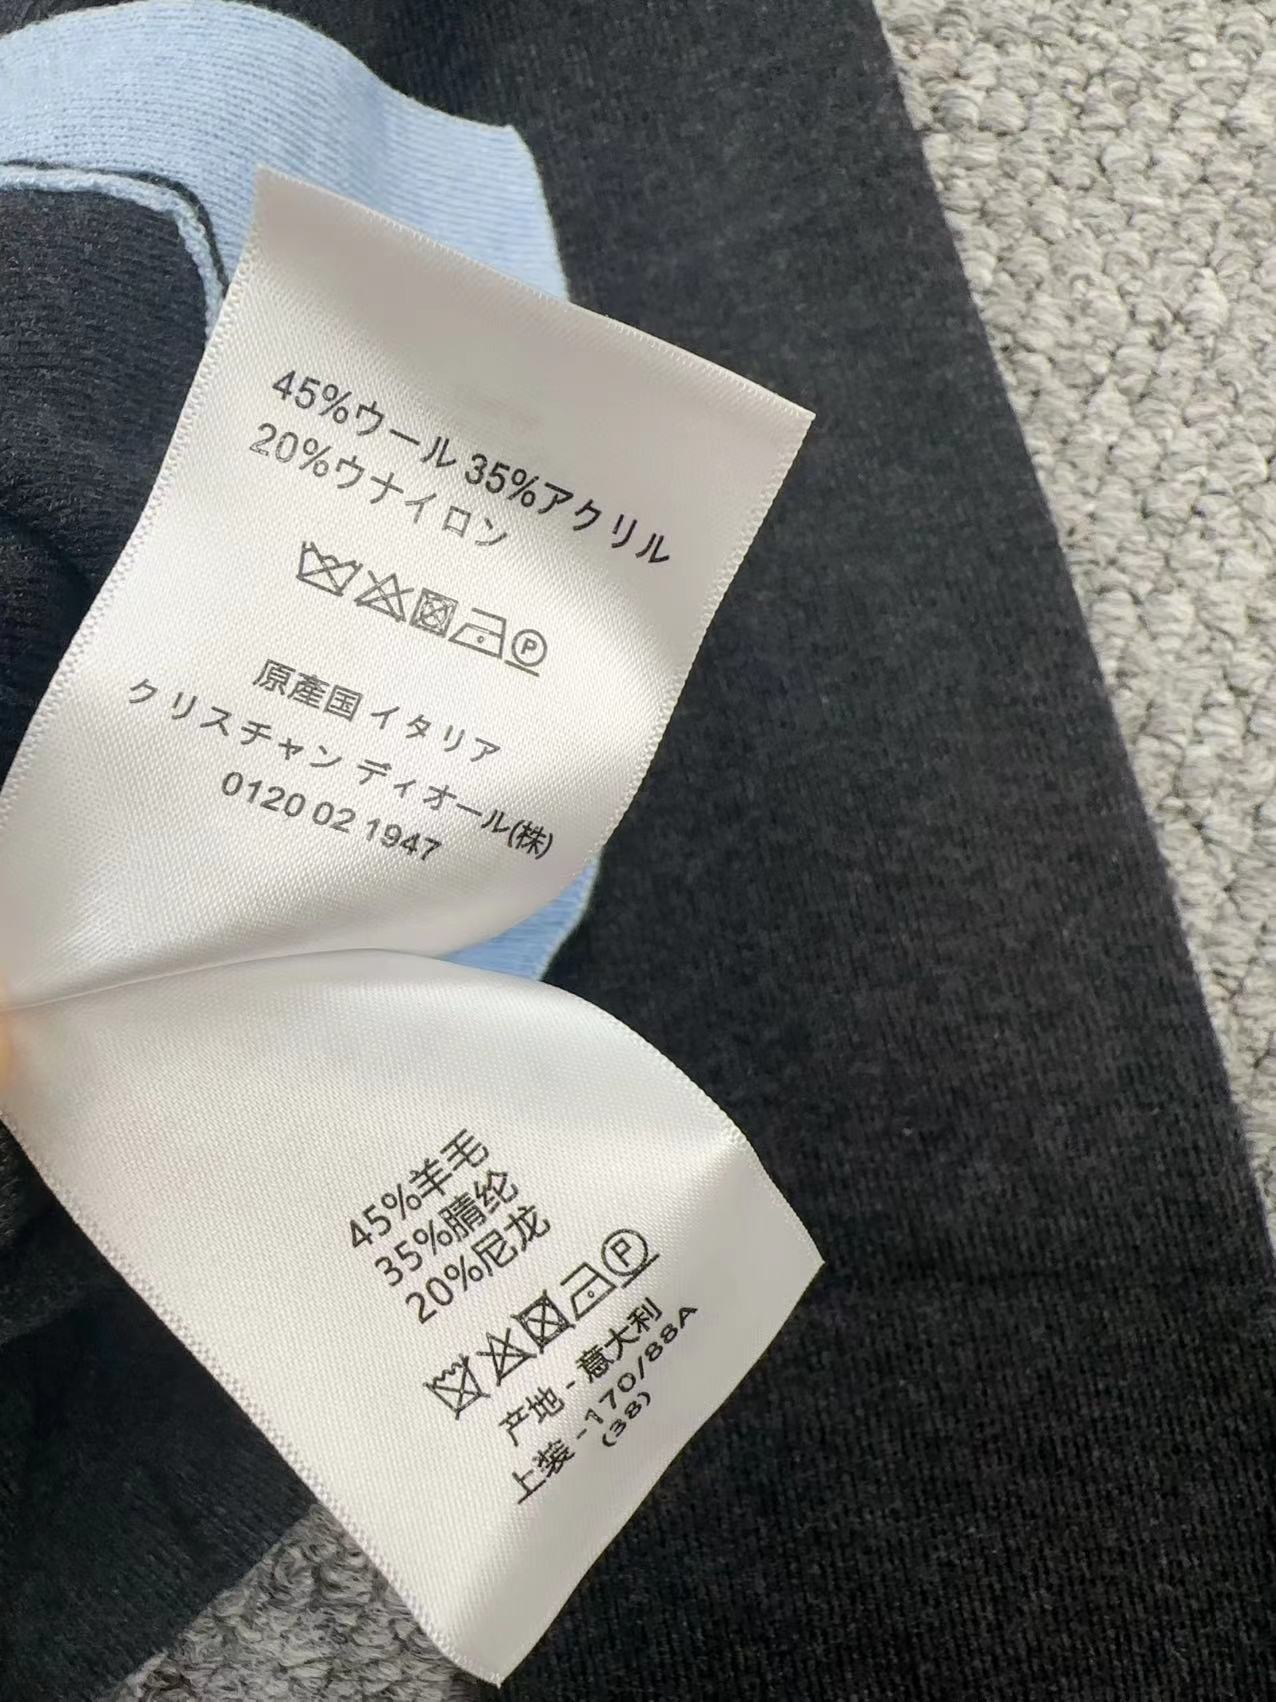 45%ウール 35%アクリル
20%ウナイロン
P
原產国 イタリア
クリスチャン ディオール(株)
0120 02 1947
45%羊毛
35%腈纶
20%尼龙
P
产地 - 意大利
上装 -170/88A
(38)